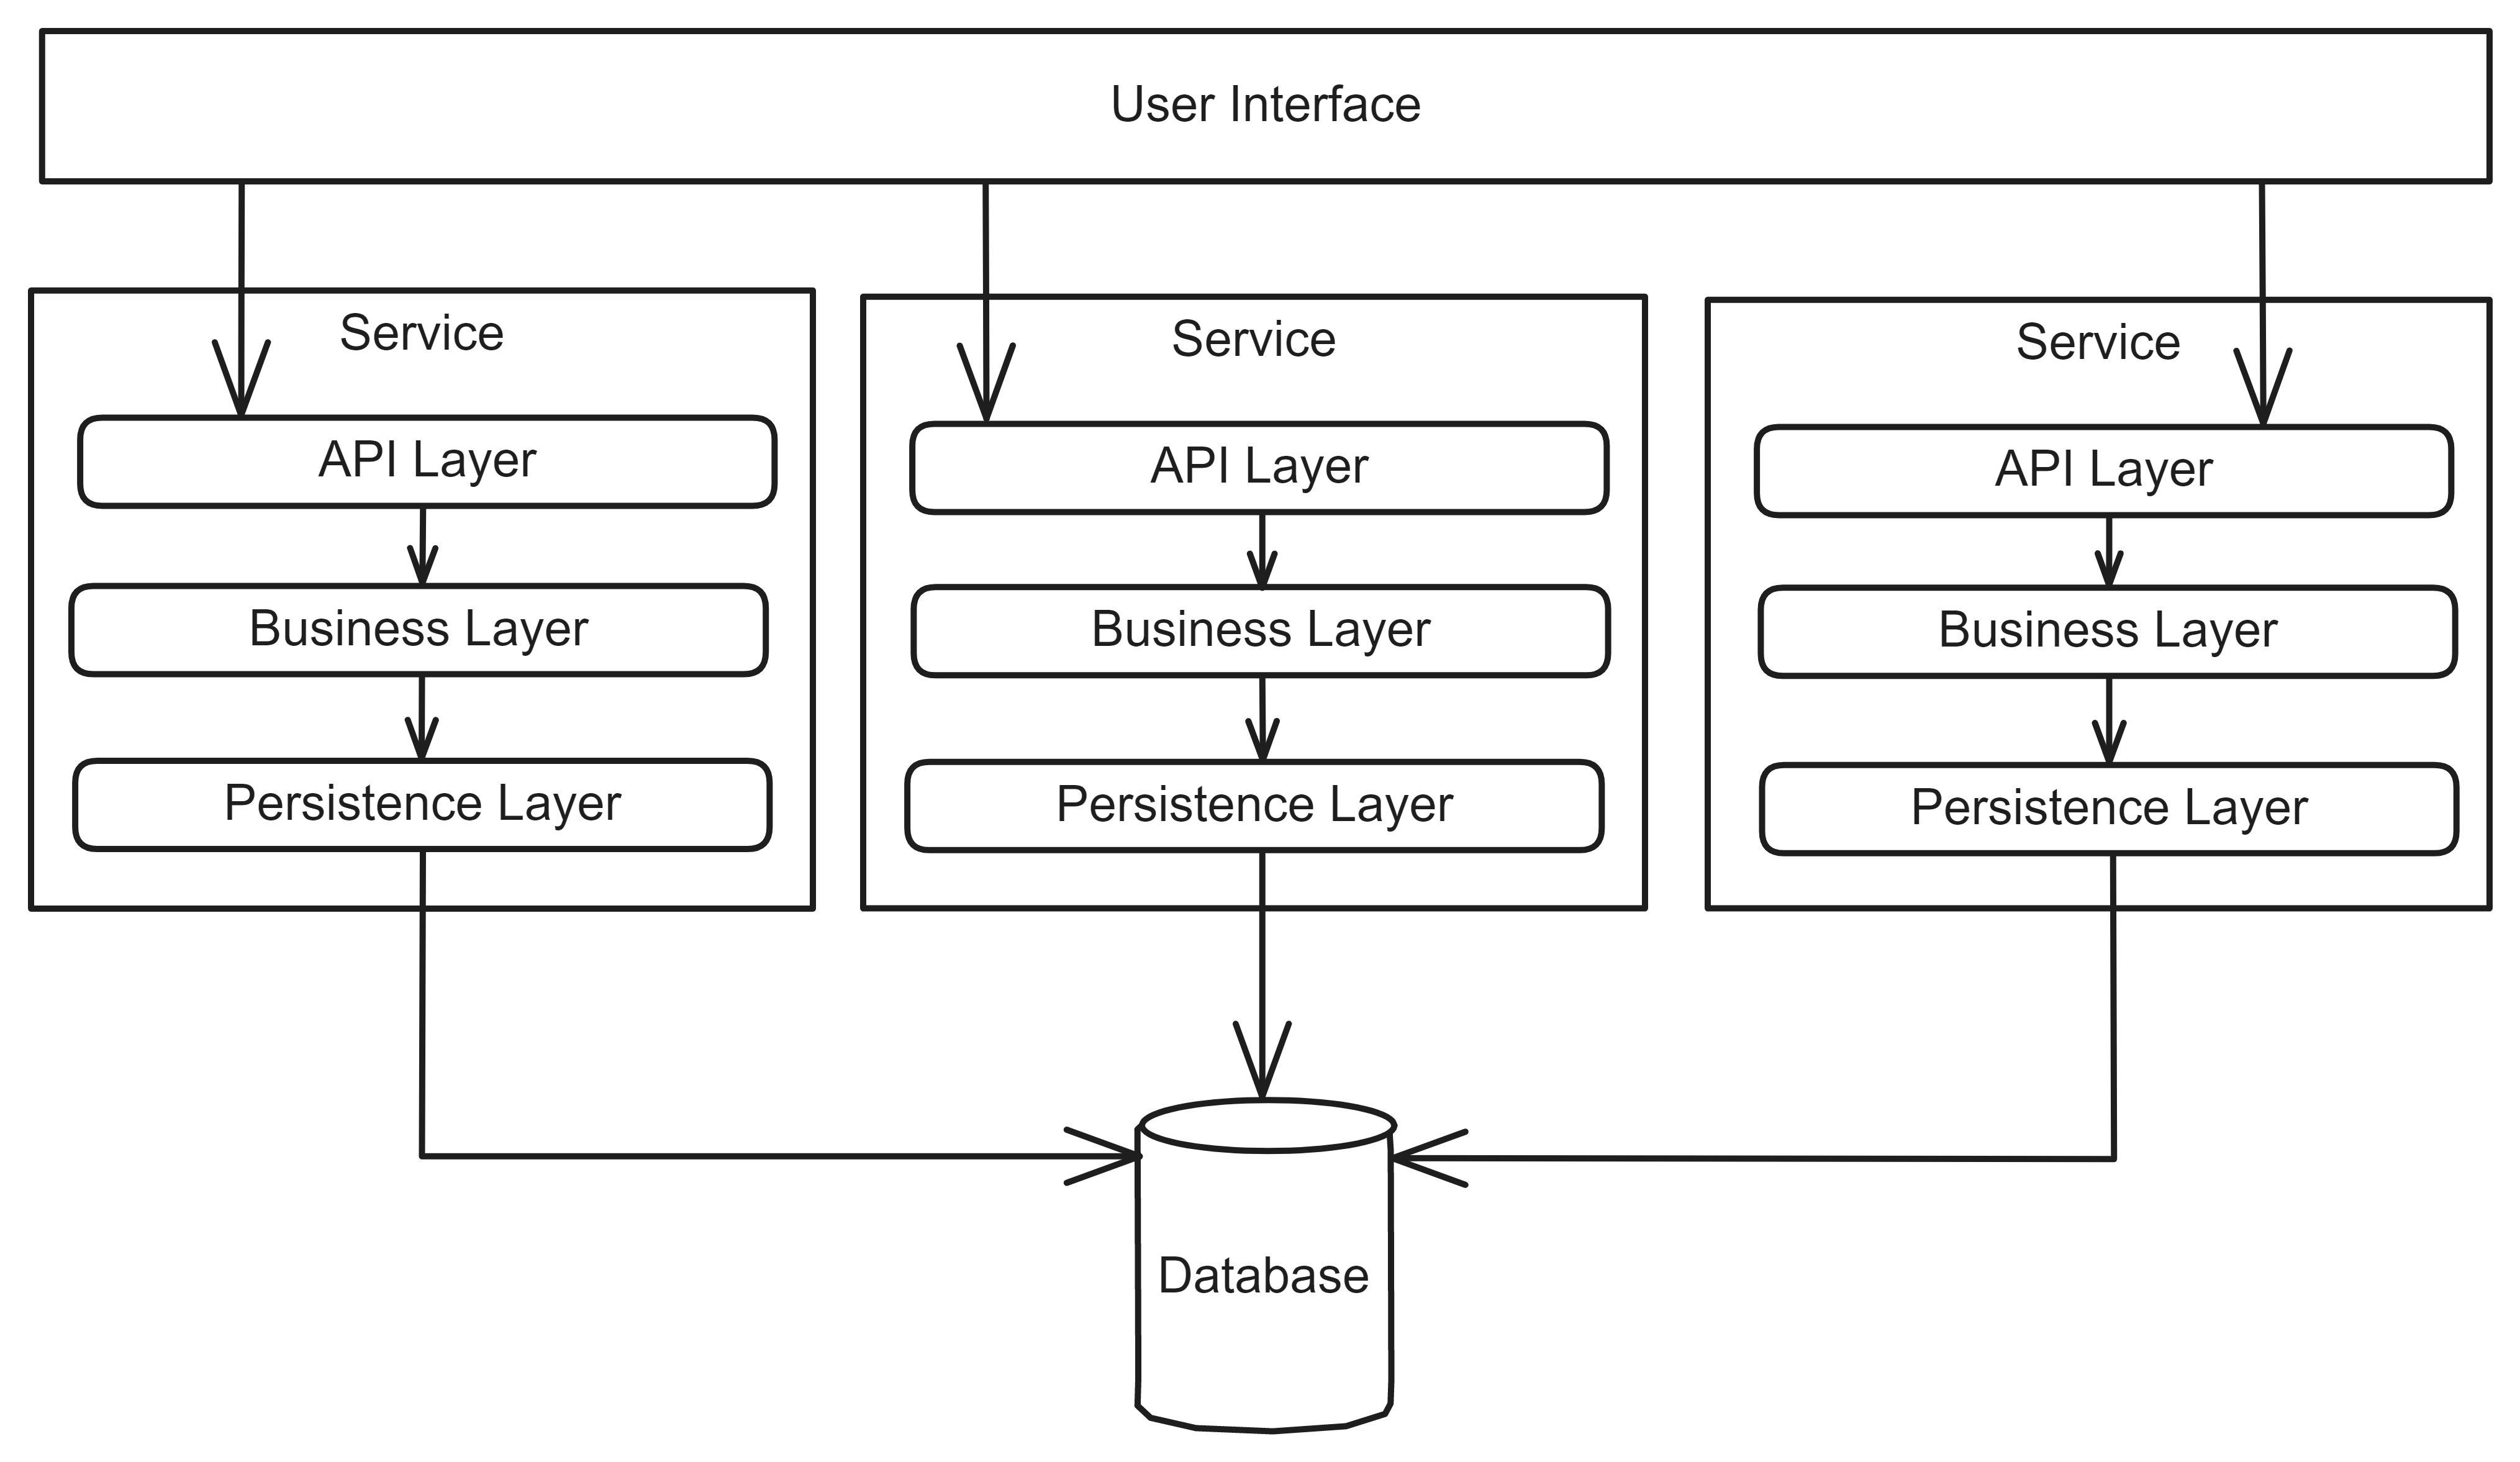 User Interface
Service
API Layer
Business Layer
Persistence Layer
Service
API Layer
Business Layer
Persistence Layer
Service
API Layer
Business Layer
Persistence Layer
Database